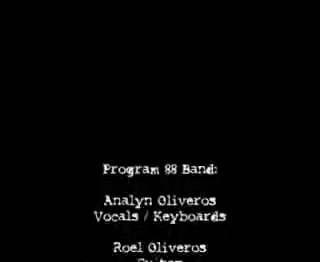 Program 88 Band:
Analyn Oliveros
Vocals / Keyboards
Roel Oliveros